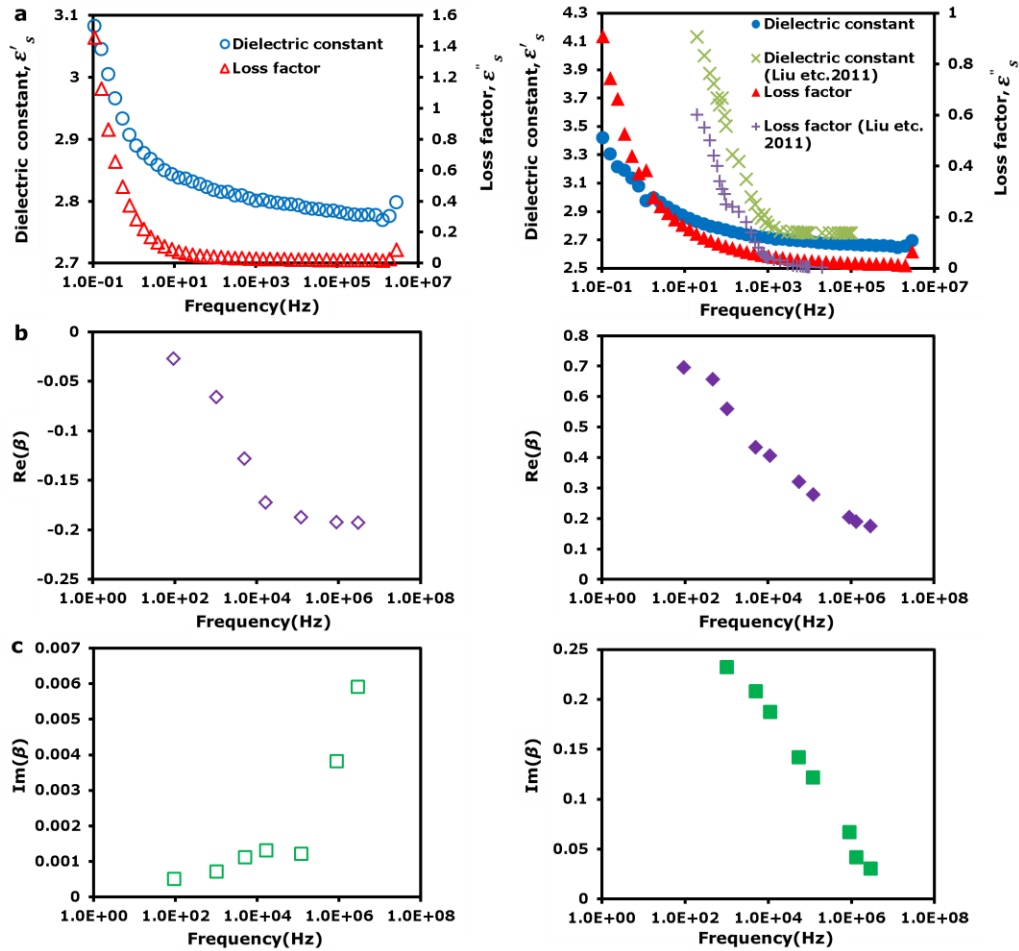 a
3.1
3
2.9
2.8
2.7
Dielectric constant, ε's
1.6
1.4
1.2
1
0.8
0.6
0.4
0.2
0
Loss factor, ε"s
Dielectric constant
Loss factor
1.0E-01
1.0E+01
1.0E+03
1.0E+05
1.0E+07
Frequency(Hz)
4.3
4.1
3.9
3.7
3.5
3.3
3.1
2.9
2.7
2.5
Dielectric constant, ε's
1
0.8
0.6
0.4
0.2
0
Loss factor, ε"s
Dielectric constant
Dielectric constant
(Liu etc.2011)
Loss factor
Loss factor (Liu etc.
2011)
1.0E-01
1.0E+01
1.0E+03
1.0E+05
1.0E+07
Frequency(Hz)
b
0
-0.05
-0.1
-0.15
-0.2
-0.25
Re(β)
1.0E+00
1.0E+02
1.0E+04
1.0E+06
1.0E+08
Frequency(Hz)
0.8
0.7
0.6
0.5
0.4
0.3
0.2
0.1
0
Re(β)
1.0E+00
1.0E+02
1.0E+04
1.0E+06
1.0E+08
Frequency(Hz)
c
0.007
0.006
0.005
0.004
0.003
0.002
0.001
0
Im(β)
1.0E+00
1.0E+02
1.0E+04
1.0E+06
1.0E+08
Frequency(Hz)
0.25
0.2
0.15
0.1
0.05
0
Im(β)
1.0E+00
1.0E+02
1.0E+04
1.0E+06
1.0E+08
Frequency(Hz)